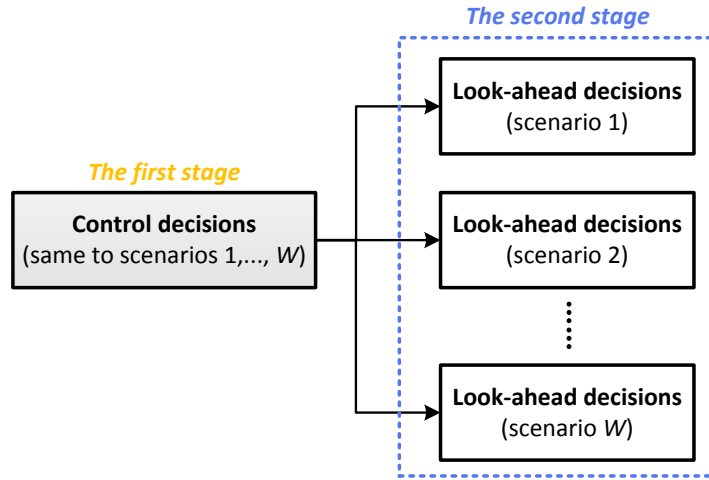 The second stage
Look-ahead decisions
(scenario 1)
The first stage
Control decisions
(same to scenarios 1,..., W)
Look-ahead decisions
(scenario 2)
Look-ahead decisions
(scenario W)